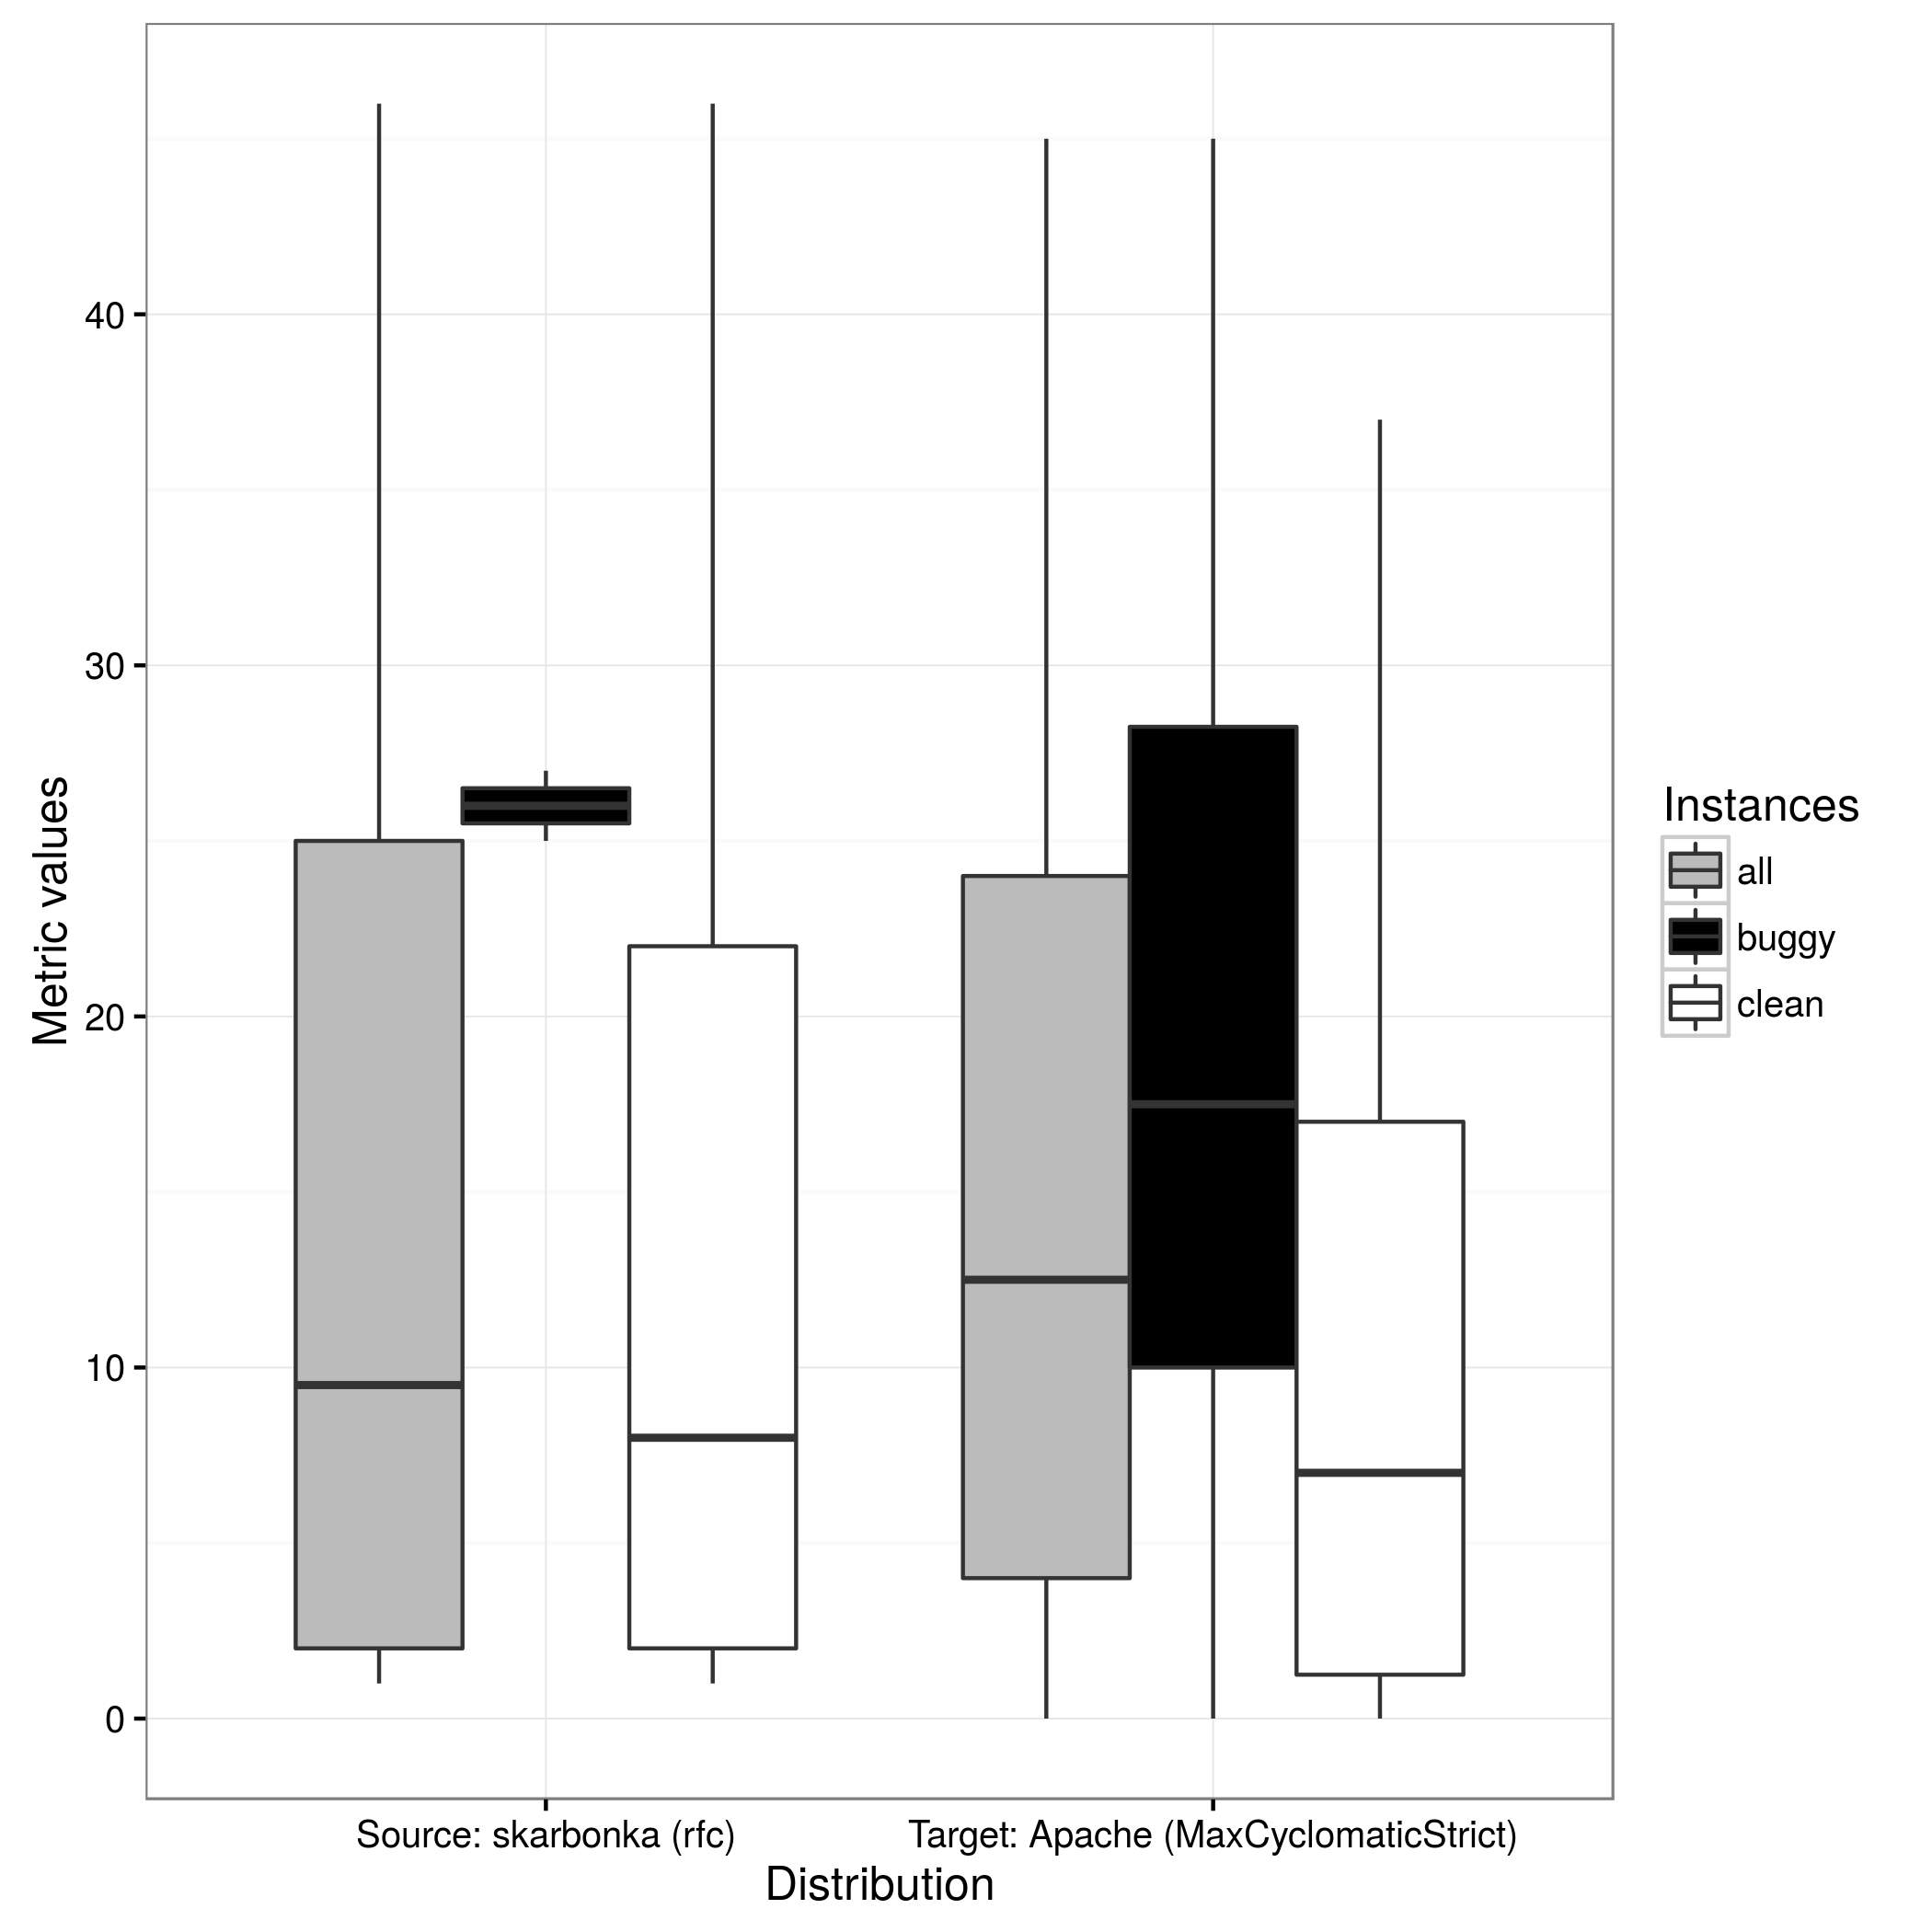 Metric values
40
30
20
10
0
Source: skarbonka (rfc)
Target: Apache (MaxCyclomaticStrict)
Distribution
Instances
all
buggy
clean